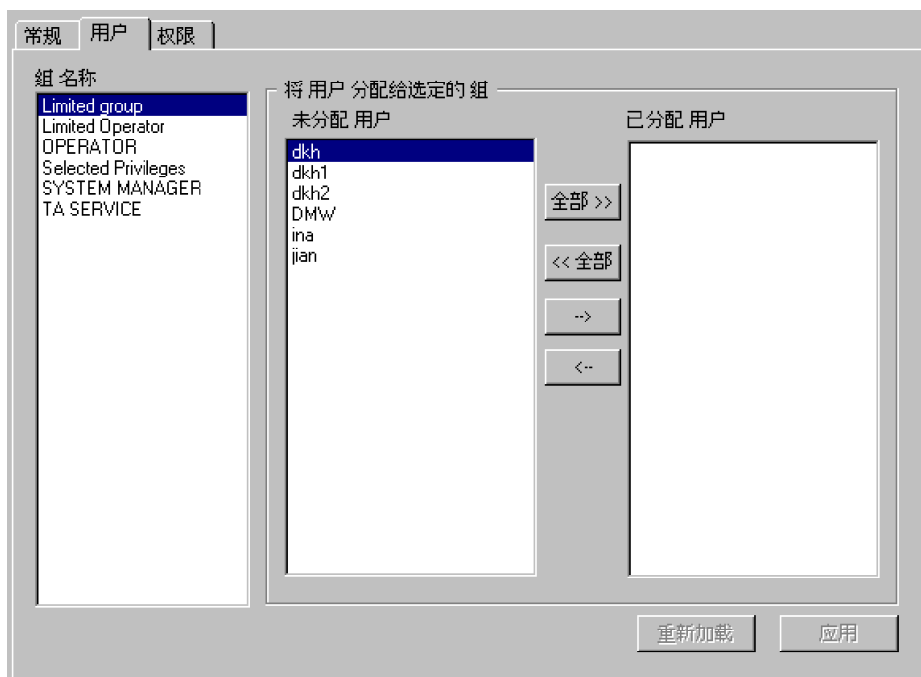 常规 用户 权限
组 名称
Limited group
Limited Operator
OPERATOR
Selected Privileges
SYSTEM MANAGER
TA SERVICE
将 用户 分配给选定的 组
未分配 用户
dkh
dkh1
dkh2
DMW
ina
jian
全部 >>
<< 全部
-->
<--
已分配 用户
重新加载 应用